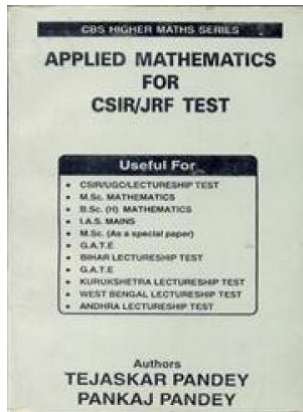 CBS HIGHER MATHS SERIES
APPLIED MATHEMATICS
FOR
CSIR/JRF TEST
Useful For
• CSIR/UGC/LECTURESHIP TEST
• M.Sc. MATHEMATICS
• B.Sc. (H) MATHEMATICS
• I.A.S. MAINS
• M.Sc. (As a special paper)
• G.A.T.E
• BIHAR LECTURESHIP TEST
• G.A.T.E
• KURUKSHETRA LECTURESHIP TEST
• WEST BENGAL LECTURESHIP TEST
• ANDHRA LECTURESHIP TEST
Authors
TEJASKAR PANDEY
PANKAJ PANDEY